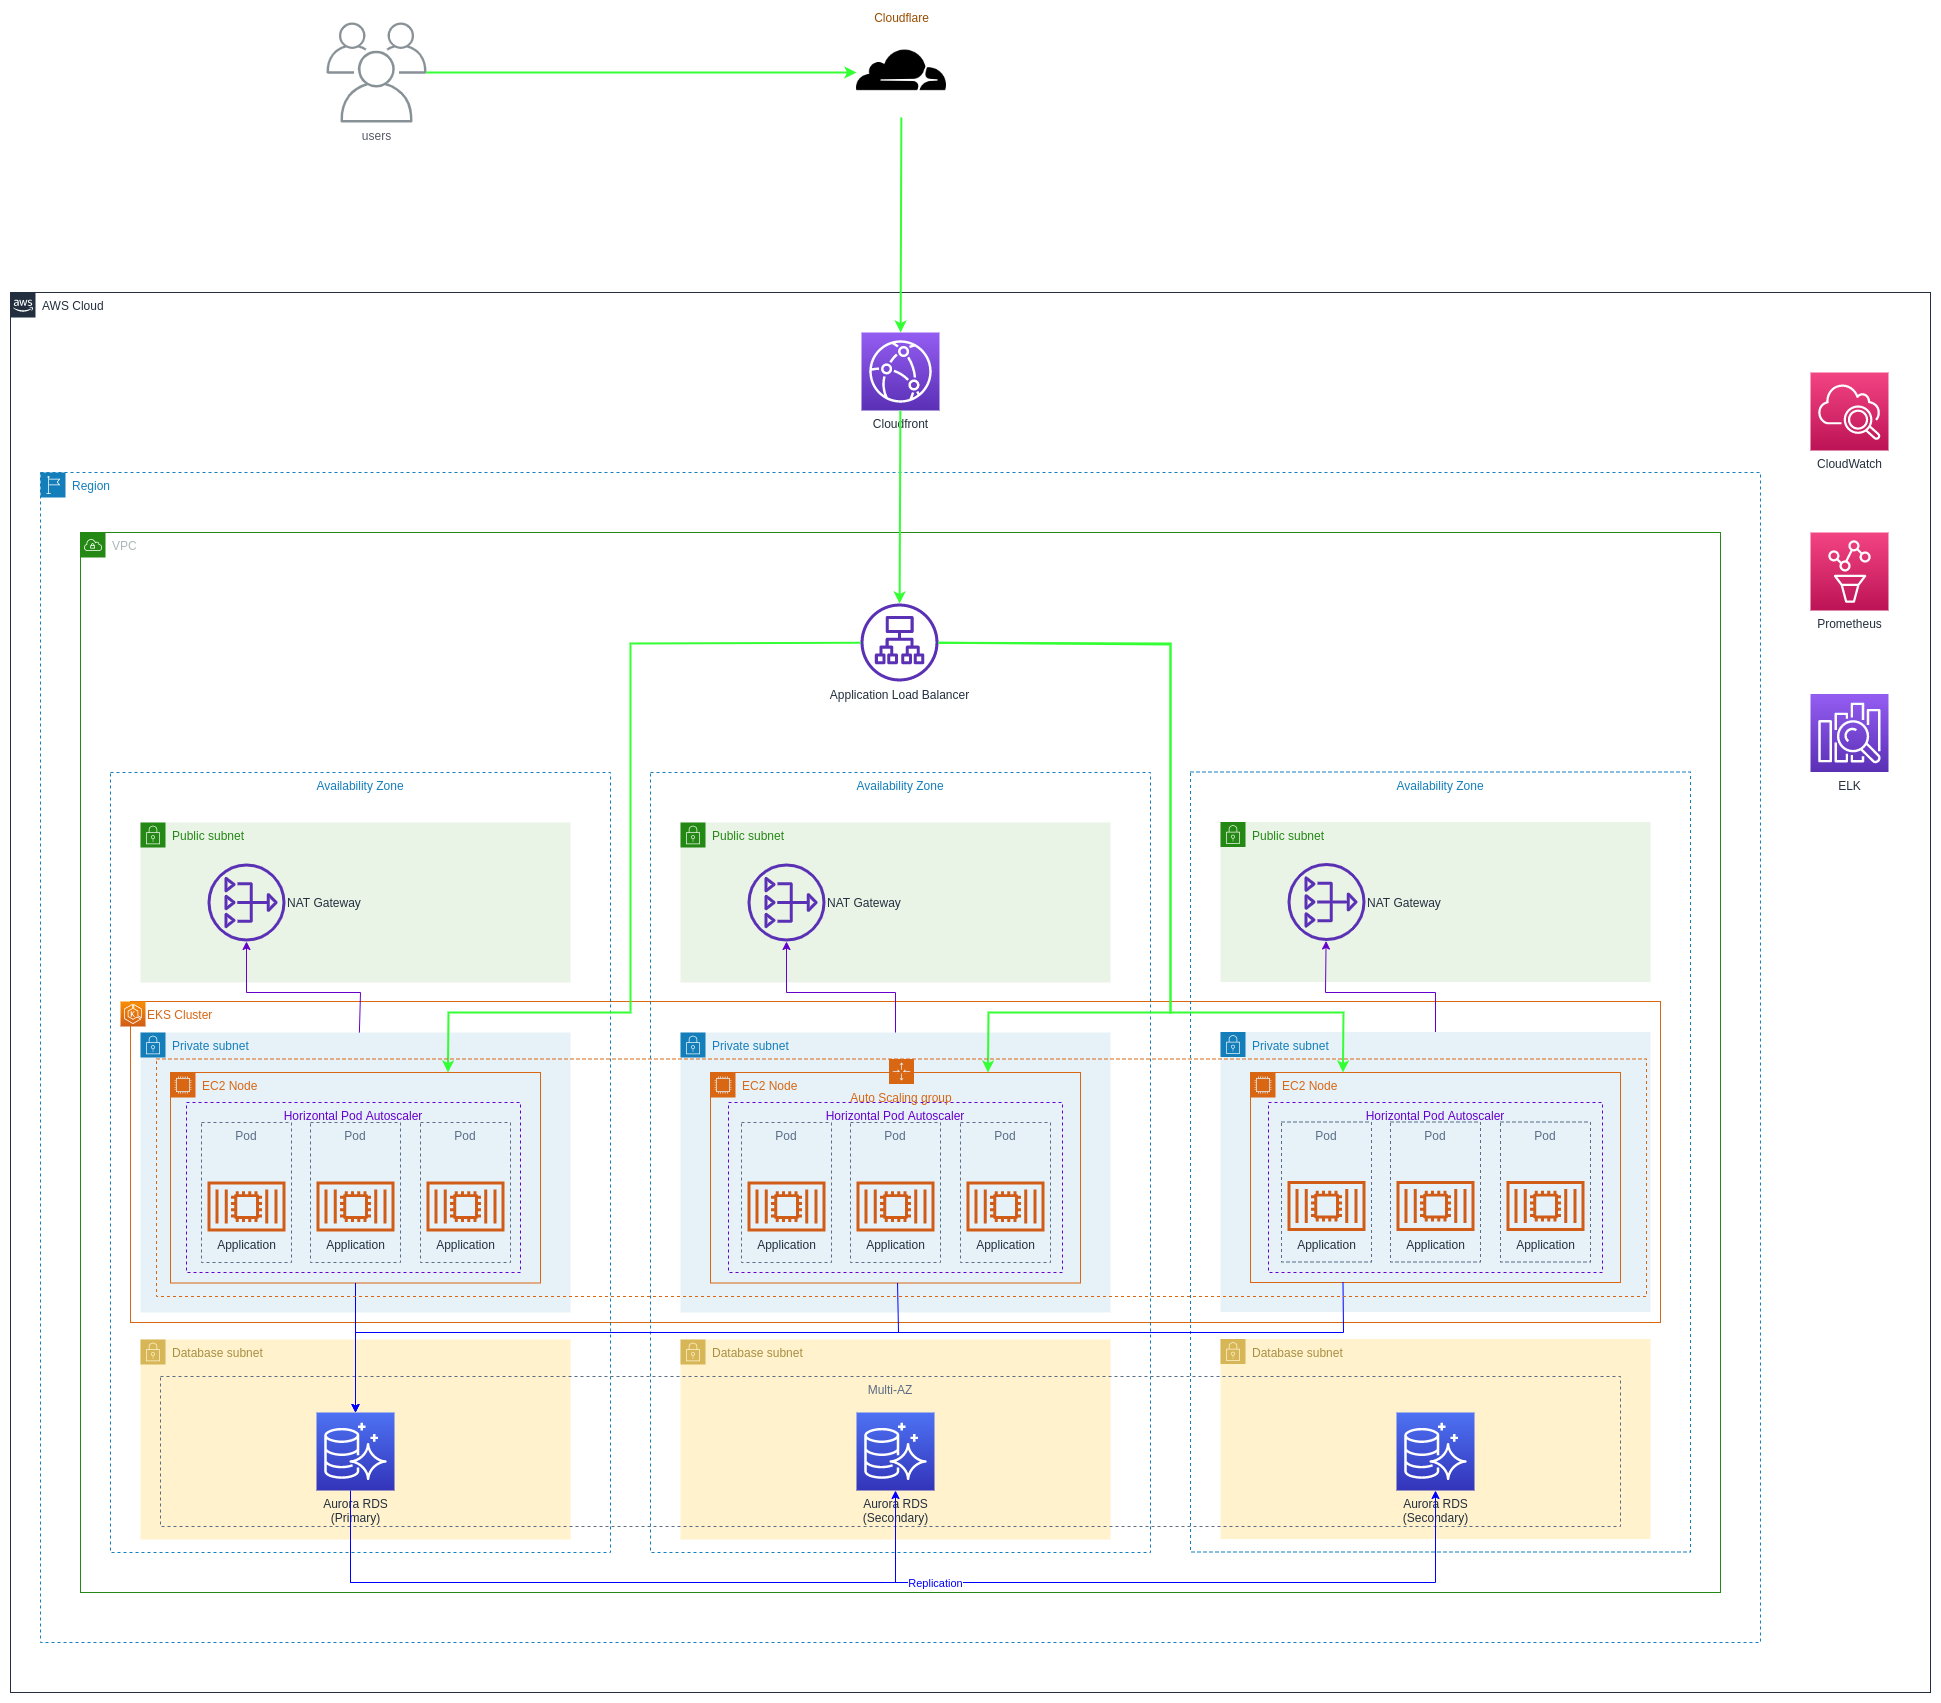 Cloudflare
users
aws
AWS Cloud
Cloudfront
CloudWatch
Region
VPC
Prometheus
Application Load Balancer
ELK
Availability Zone
Availability Zone
Availability Zone
Public subnet
Public subnet
Public subnet
NAT Gateway
NAT Gateway
NAT Gateway
EKS Cluster
Private subnet
Private subnet
Private subnet
EC2 Node
EC2 Node
EC2 Node
Auto Scaling group
Horizontal Pod Autoscaler
Horizontal Pod Autoscaler
Horizontal Pod Autoscaler
Pod
Pod
Pod
Pod
Pod
Pod
Pod
Pod
Pod
Application
Application
Application
Application
Application
Application
Application
Application
Application
Database subnet
Database subnet
Database subnet
Multi-AZ
Aurora RDS
(Primary)
Aurora RDS
(Secondary)
Aurora RDS
(Secondary)
Replication